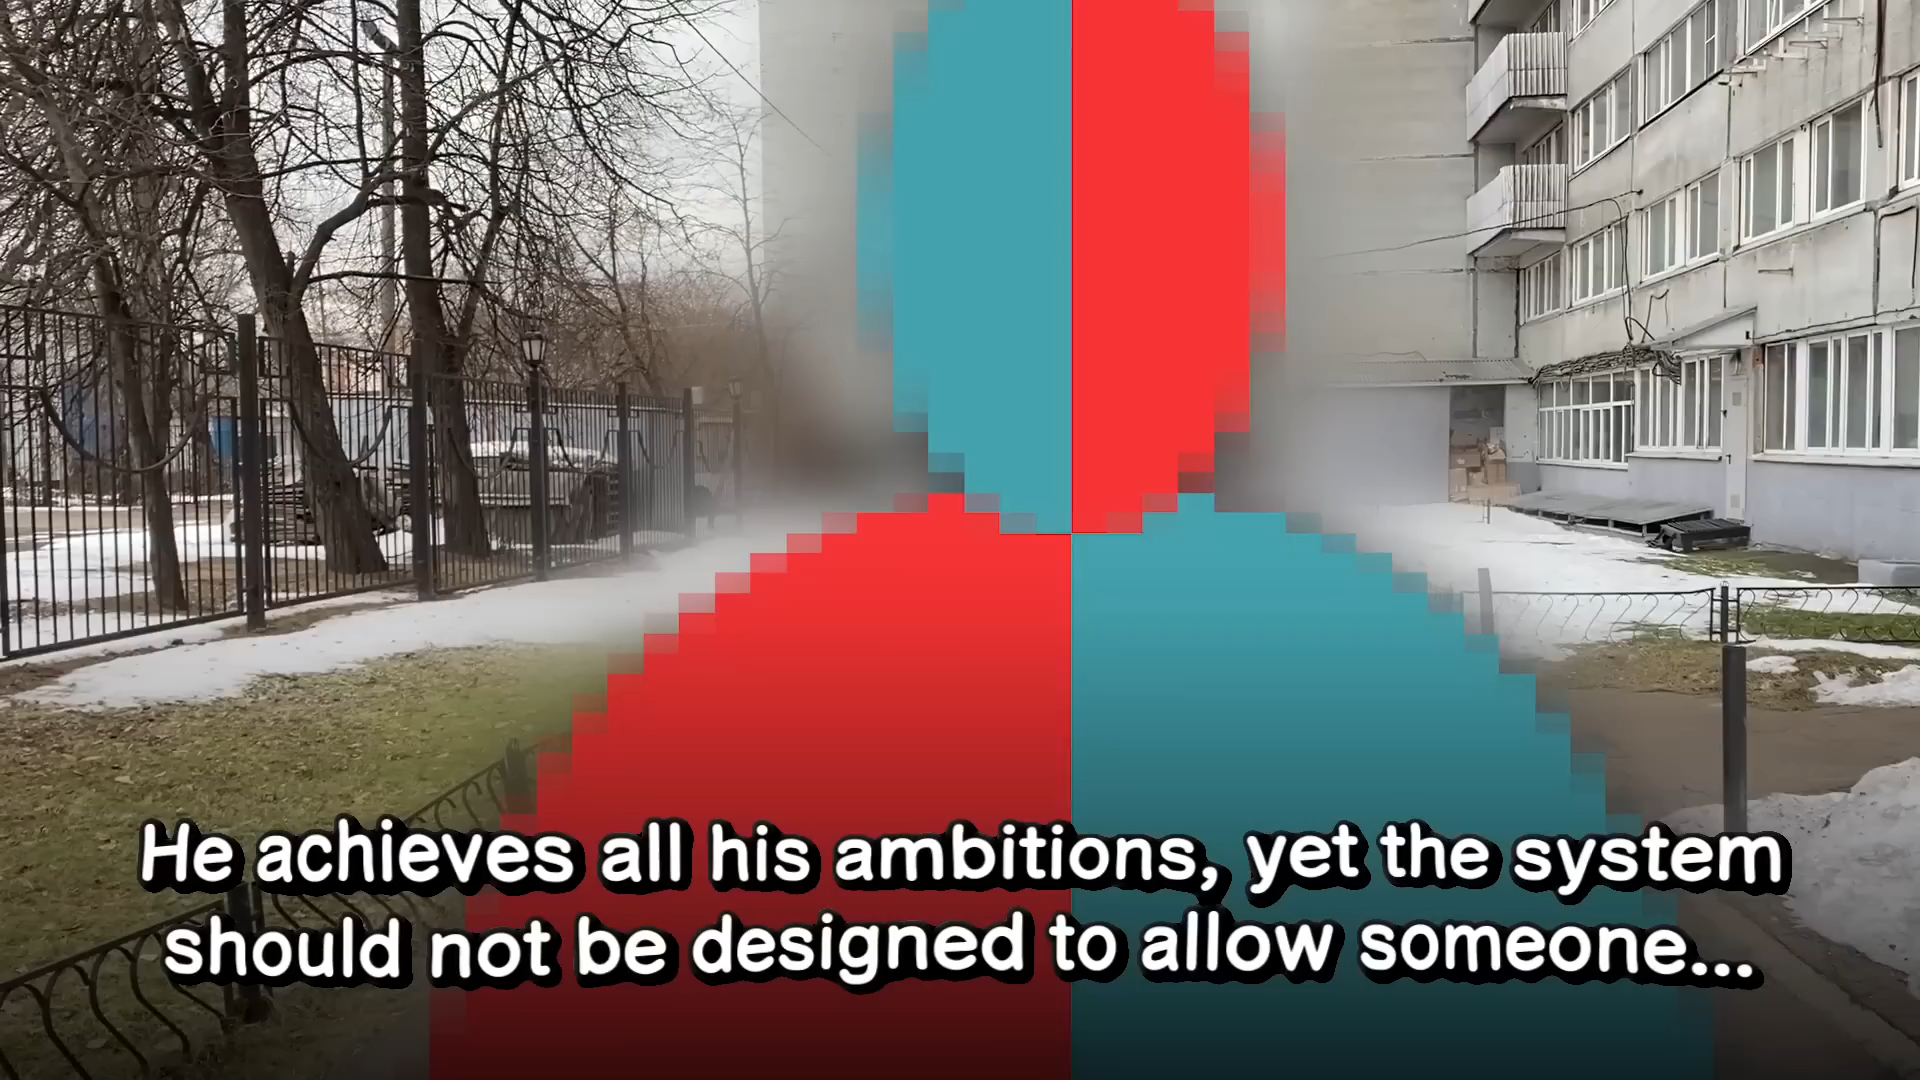 He achieves all his ambitions, yet the system
should not be designed to allow someone...